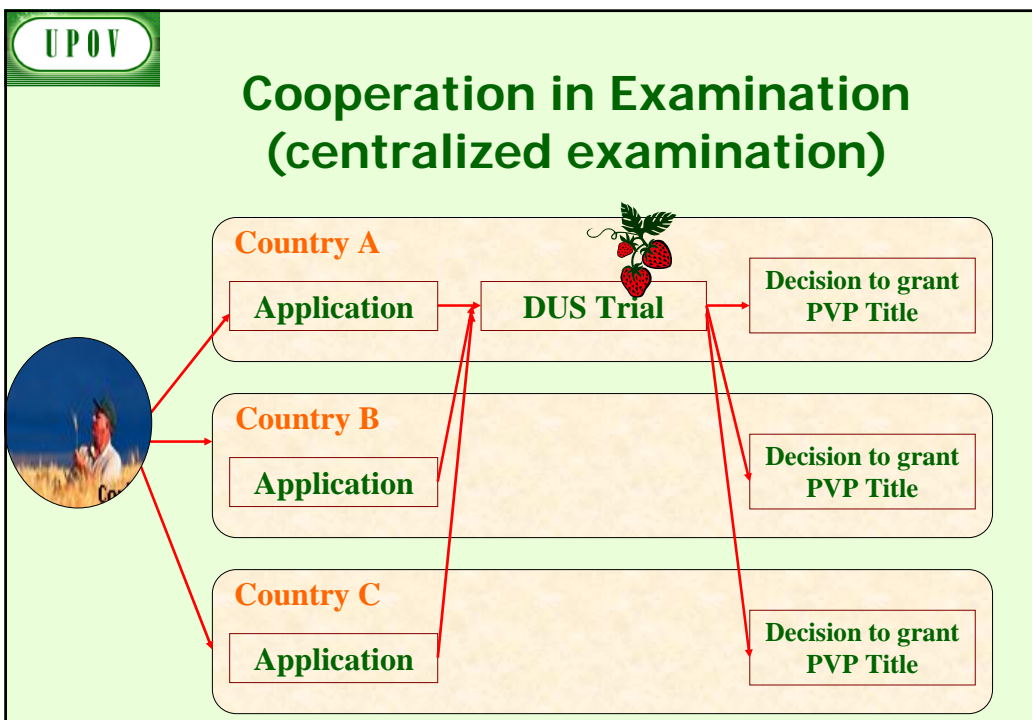 UPOV
Cooperation in Examination
(centralized examination)
Country A
Application
DUS Trial
Decision to grant
PVP Title
Country B
Application
Decision to grant
PVP Title
Country C
Application
Decision to grant
PVP Title